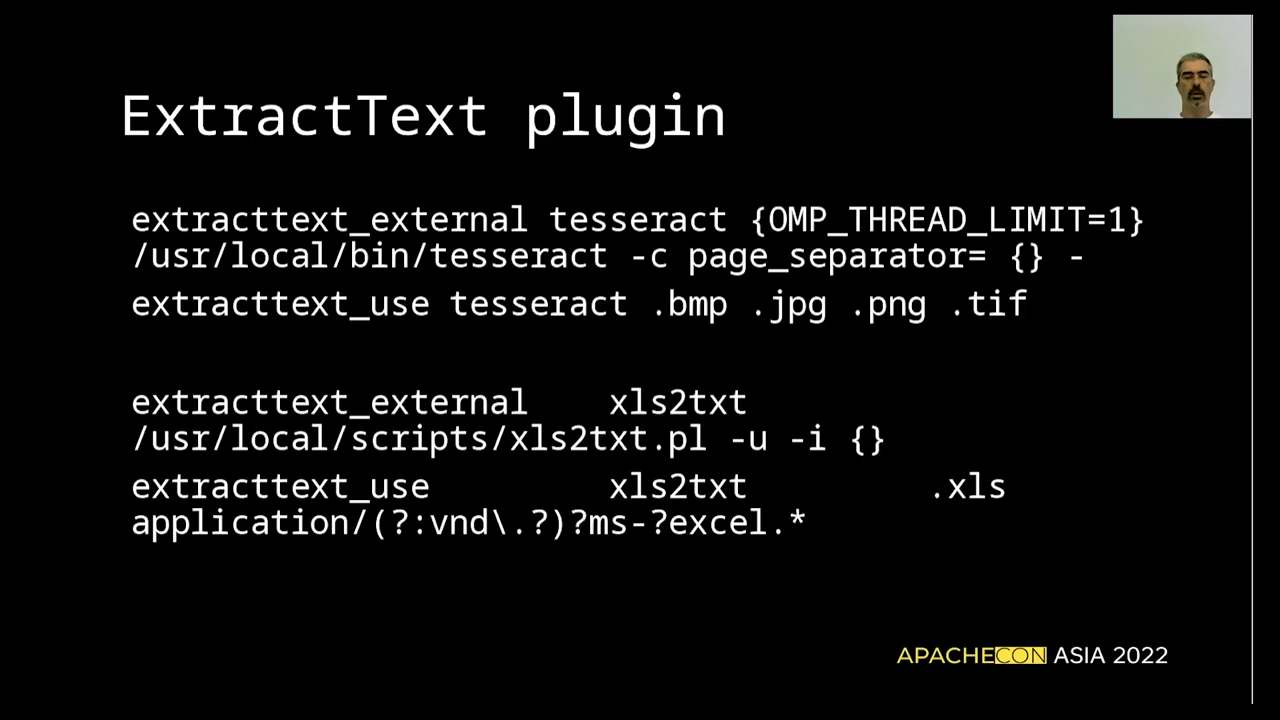 ExtractText plugin
extracttext_external tesseract {OMP_THREAD_LIMIT=1}
/usr/local/bin/tesseract -c page_separator= {} -
extracttext_use tesseract .bmp .jpg .png .tif
extracttext_external xls2txt
/usr/local/scripts/xls2txt.pl -u -i {}
extracttext_use xls2txt .xls
application/(?:vnd\.?)?ms-?excel.*
APACHECON ASIA 2022